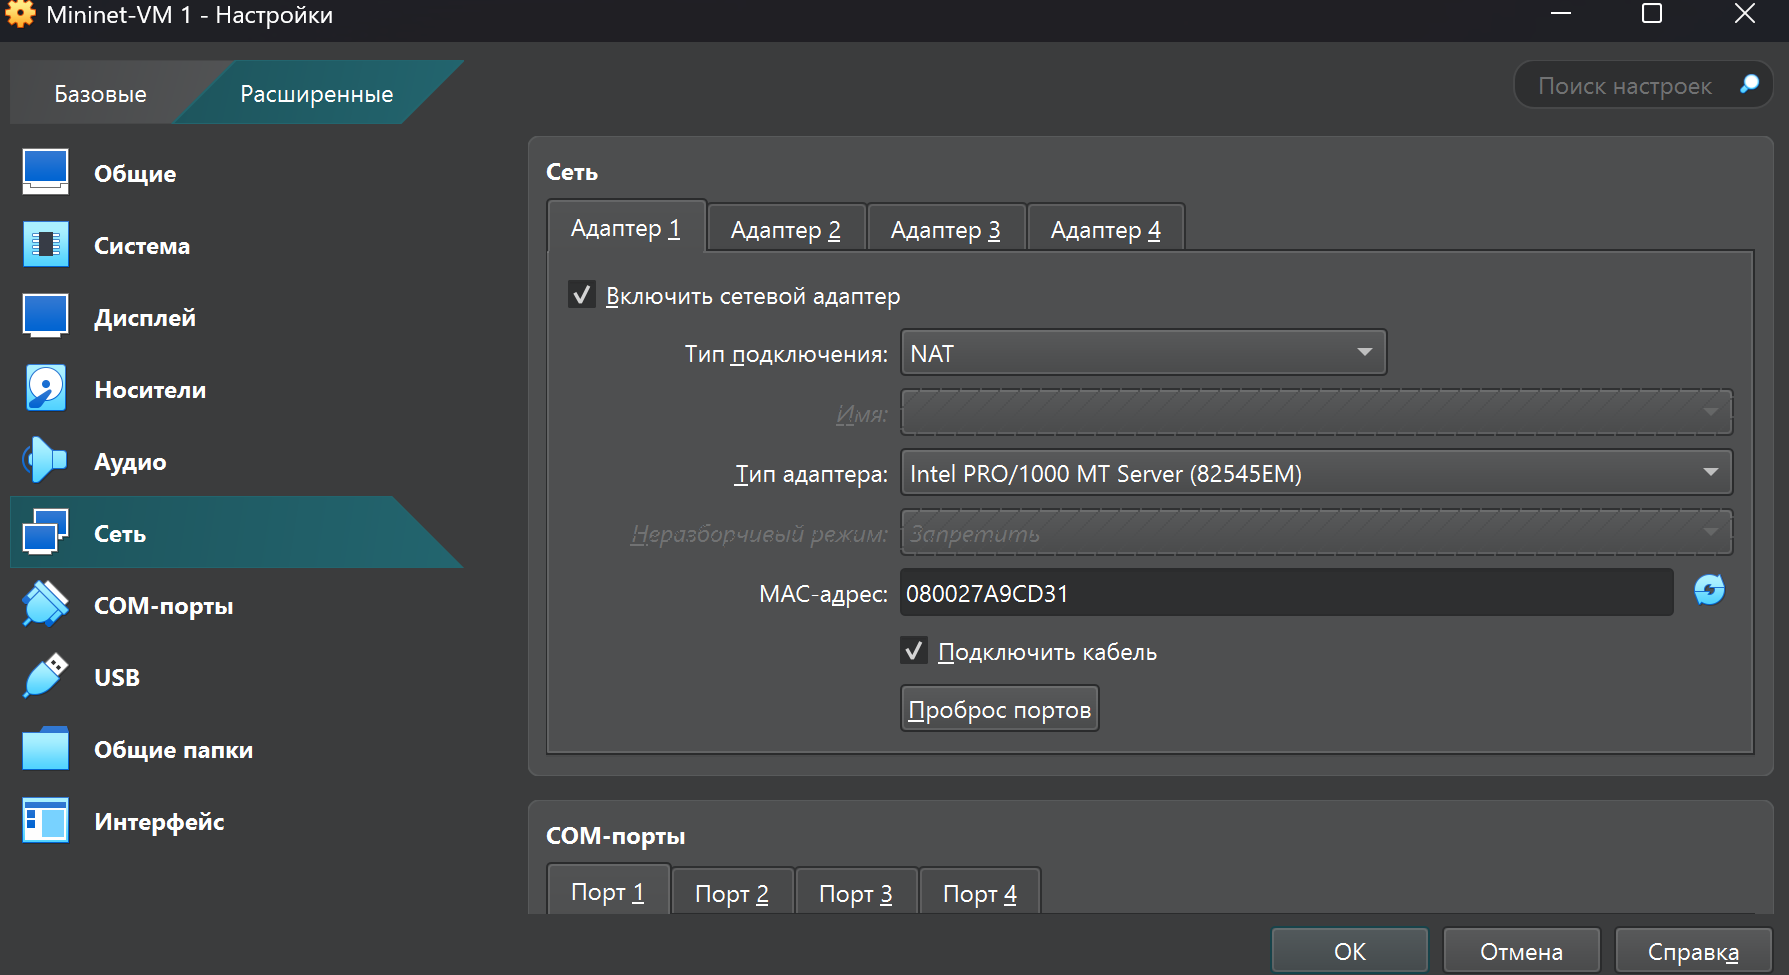 Mininet-VM 1 - Настройки
Базовые
Расширенные
Поиск настроек
Общие
Система
Дисплей
Носители
Аудио
Сеть
COM-порты
USB
Общие папки
Интерфейс
Сеть
Адаптер 1
Адаптер 2
Адаптер 3
Адаптер 4
Включить сетевой адаптер
Тип подключения: NAT
Имя:
Тип адаптера: Intel PRO/1000 MT Server (82545EM)
Неразборчивый режим: Запретить
MAC-адрес: 080027A9CD31
Подключить кабель
Проброс портов
COM-порты
Порт 1
Порт 2
Порт 3
Порт 4
OK
Отмена
Справка